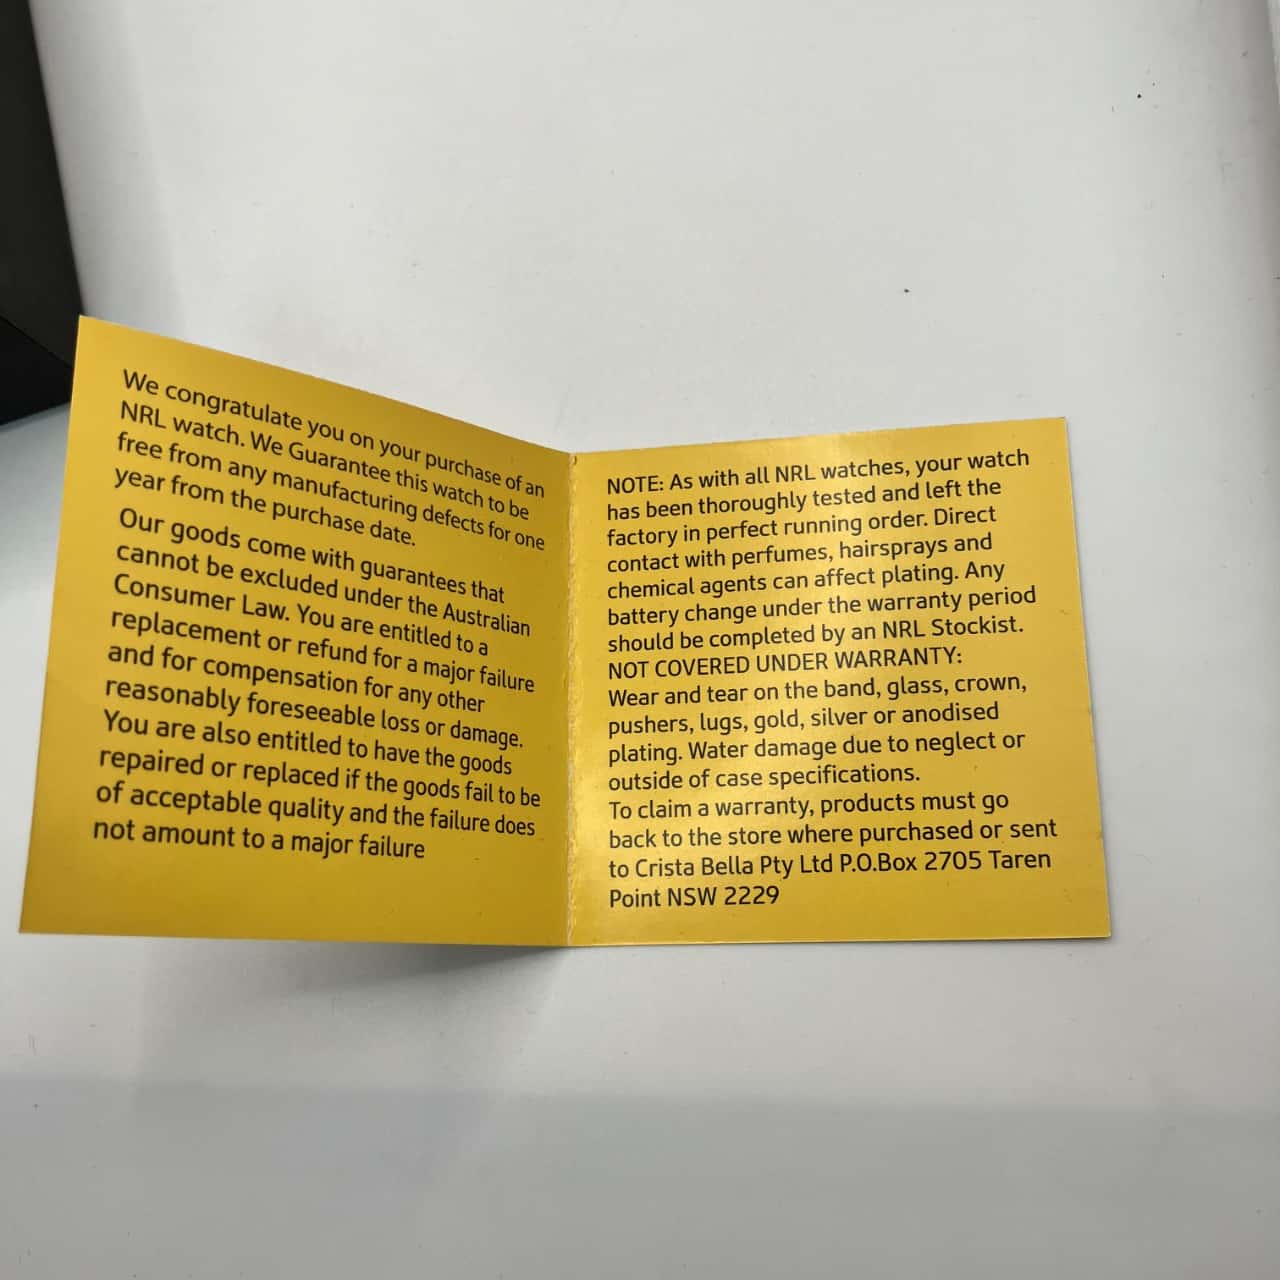 We congratulate you on your purchase of an
NRL watch. We Guarantee this watch to be
free from any manufacturing defects for one
year from the purchase date.
Our goods come with guarantees that
cannot be excluded under the Australian
Consumer Law. You are entitled to a
replacement or refund for a major failure
and for compensation for any other
reasonably foreseeable loss or damage.
You are also entitled to have the goods
repaired or replaced if the goods fail to be
of acceptable quality and the failure does
not amount to a major failure
NOTE: As with all NRL watches, your watch
has been thoroughly tested and left the
factory in perfect running order. Direct
contact with perfumes, hairsprays and
chemical agents can affect plating. Any
battery change under the warranty period
should be completed by an NRL Stockist.
NOT COVERED UNDER WARRANTY:
Wear and tear on the band, glass, crown,
pushers, lugs, gold, silver or anodised
plating. Water damage due to neglect or
outside of case specifications.
To claim a warranty, products must go
back to the store where purchased or sent
to Crista Bella Pty Ltd P.O.Box 2705 Taren
Point NSW 2229